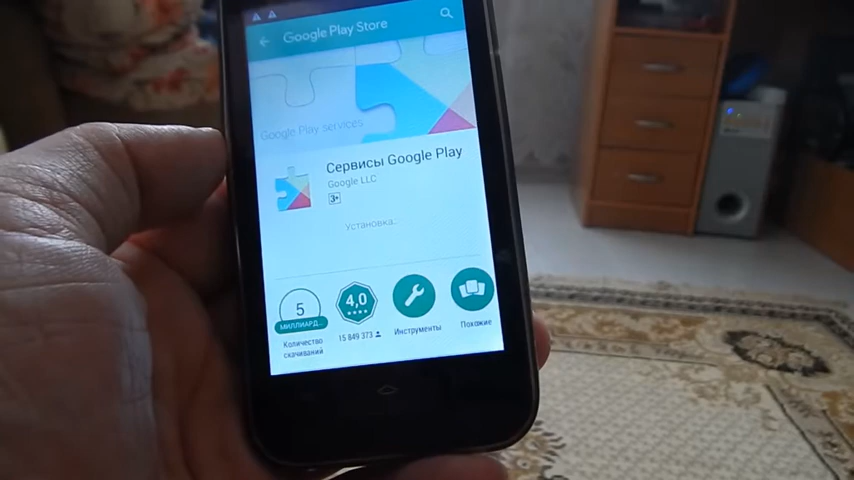 Google Play Store
Google Play services
Сервисы Google Play
Google LLC
3+
Установка...
5
МИЛЛИАРД...
4,0
Количество
скачиваний
15 849 373
Инструменты
Похожие